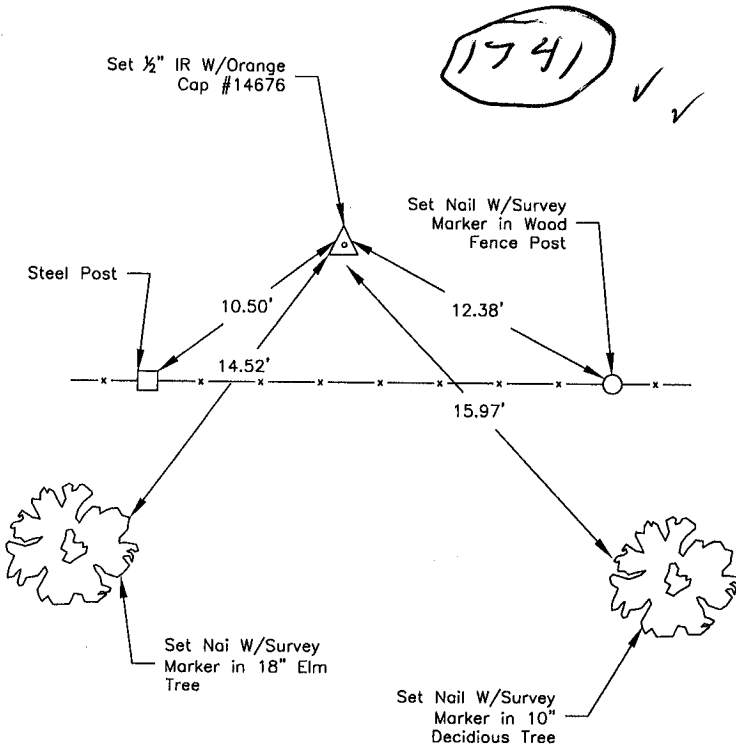 1741
Set ½" IR W/Orange
Cap #14676
Set Nail W/Survey
Marker in Wood
Fence Post
Steel Post
10.50'
12.38'
14.52'
15.97'
x x x x x x x x x
Set Nai W/Survey
Marker in 18" Elm
Tree
Set Nail W/Survey
Marker in 10"
Decidious Tree